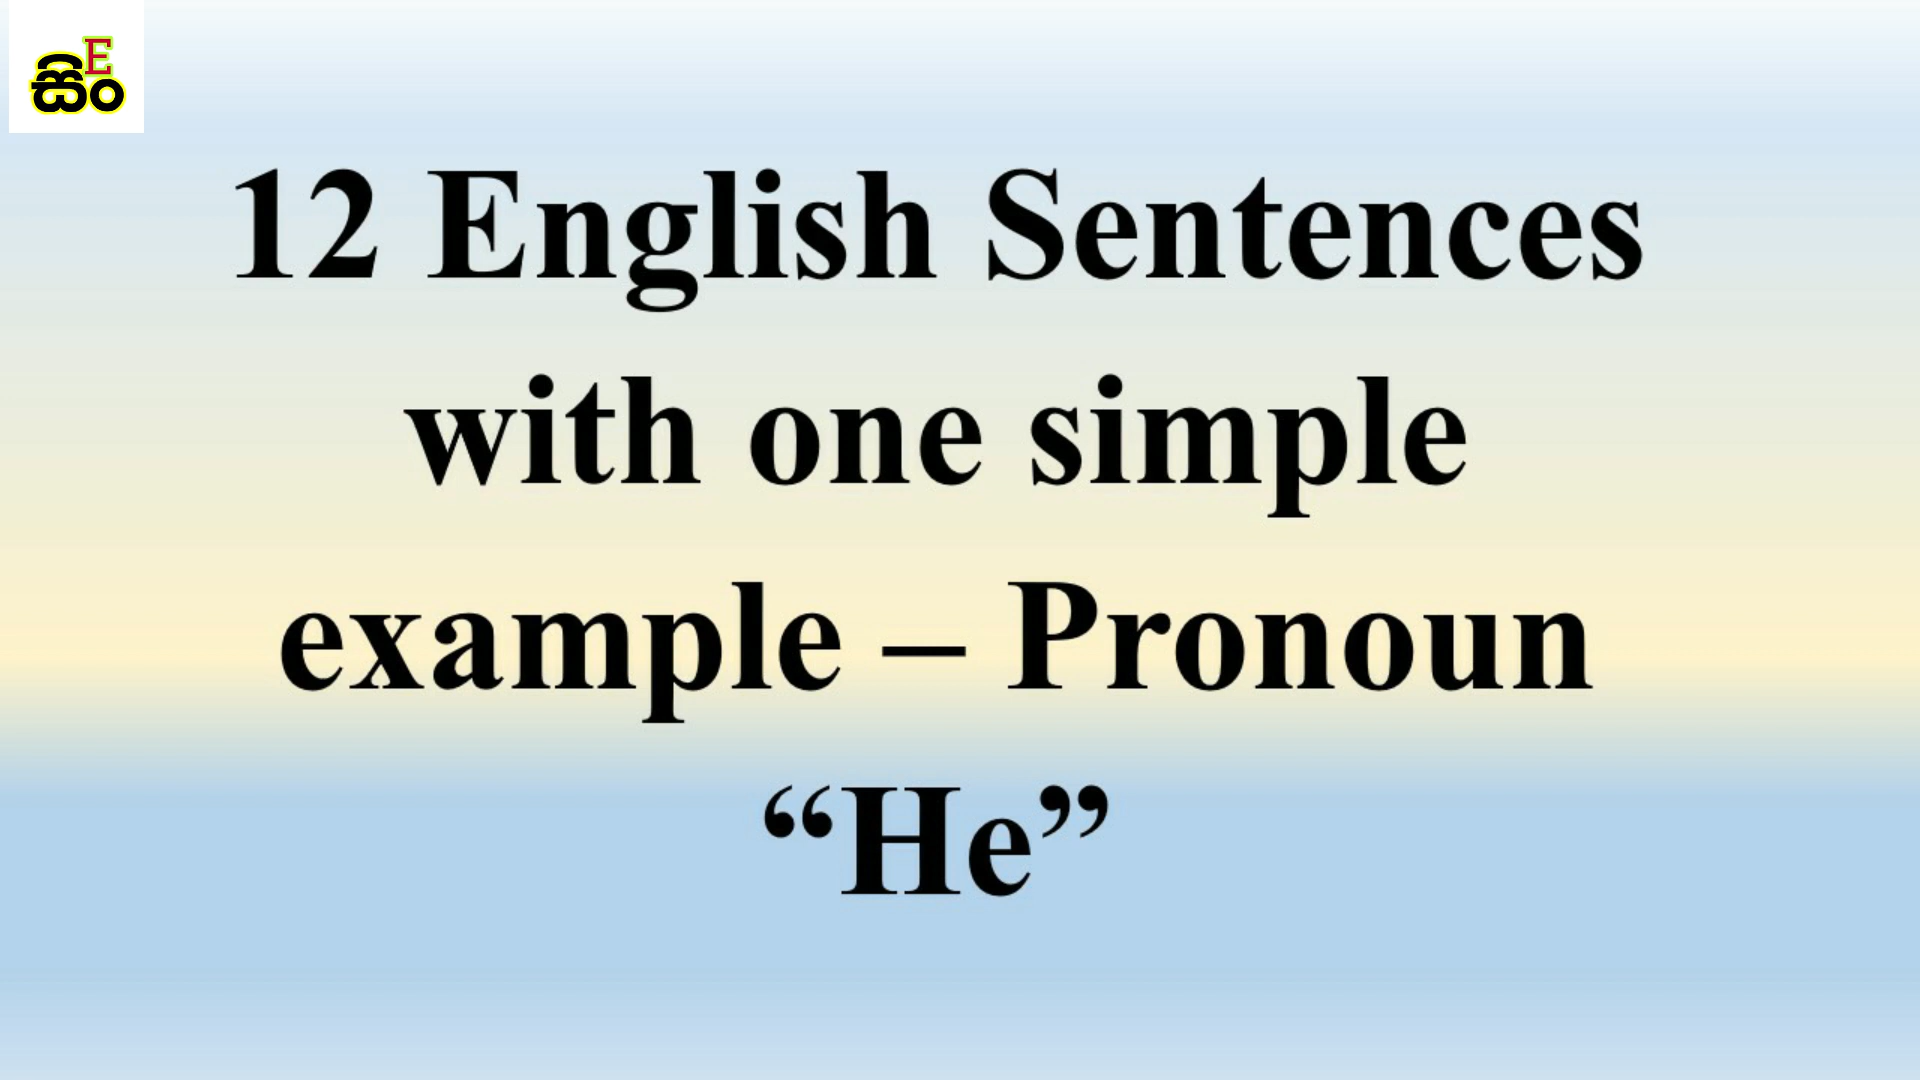 සිං E
12 English Sentences
with one simple
example – Pronoun
“He”